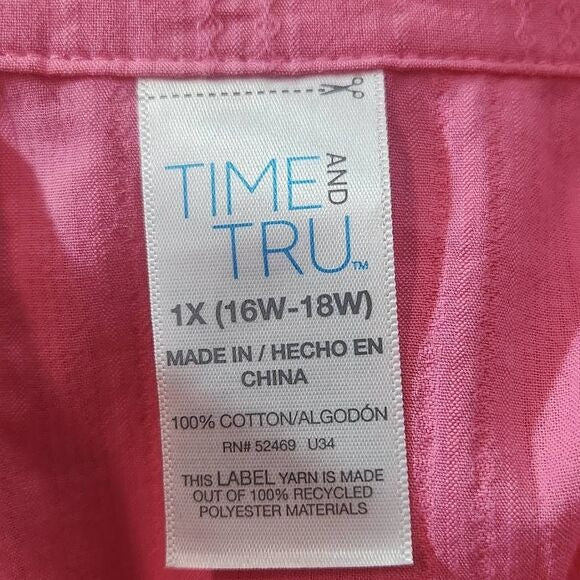 TIME AND
TRU™
1X (16W-18W)
MADE IN / HECHO EN
CHINA
100% COTTON/ALGODÓN
RN# 52469 U34
THIS LABEL YARN IS MADE
OUT OF 100% RECYCLED
POLYESTER MATERIALS